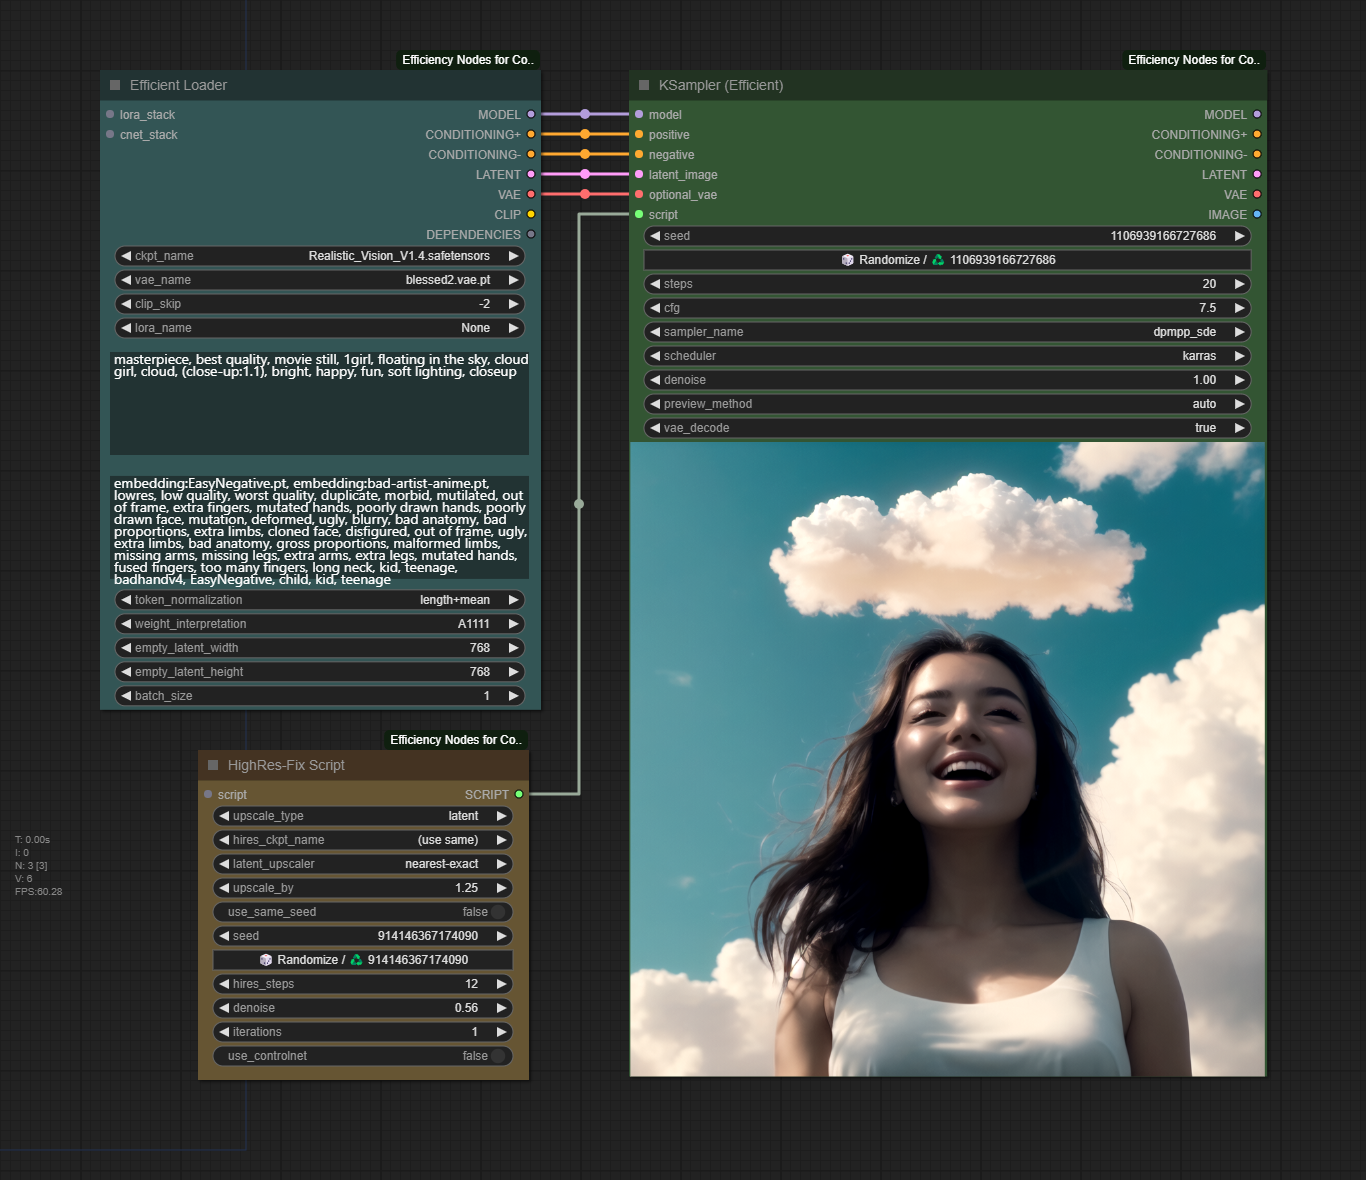 Efficiency Nodes for Co..
Efficient Loader
lora_stack MODEL
cnet_stack CONDITIONING+
CONDITIONING-
LATENT
VAE
CLIP
DEPENDENCIES
ckpt_name Realistic_Vision_V1.4.safetensors
vae_name blessed2.vae.pt
clip_skip -2
lora_name None
masterpiece, best quality, movie still, 1girl, floating in the sky, cloud
girl, cloud, (close-up:1.1), bright, happy, fun, soft lighting, closeup
embedding:EasyNegative.pt, embedding:bad-artist-anime.pt,
lowres, low quality, worst quality, duplicate, morbid, mutilated, out
of frame, extra fingers, mutated hands, poorly drawn hands, poorly
drawn face, mutation, deformed, ugly, blurry, bad anatomy, bad
proportions, extra limbs, cloned face, disfigured, out of frame, ugly,
extra limbs, bad anatomy, gross proportions, malformed limbs,
missing arms, missing legs, extra arms, extra legs, mutated hands,
fused fingers, too many fingers, long neck, kid, teenage,
badhandv4, EasyNegative, child, kid, teenage
token_normalization length+mean
weight_interpretation A1111
empty_latent_width 768
empty_latent_height 768
batch_size 1
Efficiency Nodes for Co..
HighRes-Fix Script
script SCRIPT
upscale_type latent
hires_ckpt_name (use same)
latent_upscaler nearest-exact
upscale_by 1.25
use_same_seed false
seed 914146367174090
Randomize / 914146367174090
hires_steps 12
denoise 0.56
iterations 1
use_controlnet false
T: 0.00s
I: 0
N: 3 [3]
V: 6
FPS:60.28
Efficiency Nodes for Co..
KSampler (Efficient)
model MODEL
positive CONDITIONING+
negative CONDITIONING-
latent_image LATENT
optional_vae VAE
script IMAGE
seed 1106939166727686
Randomize / 1106939166727686
steps 20
cfg 7.5
sampler_name dpmpp_sde
scheduler karras
denoise 1.00
preview_method auto
vae_decode true